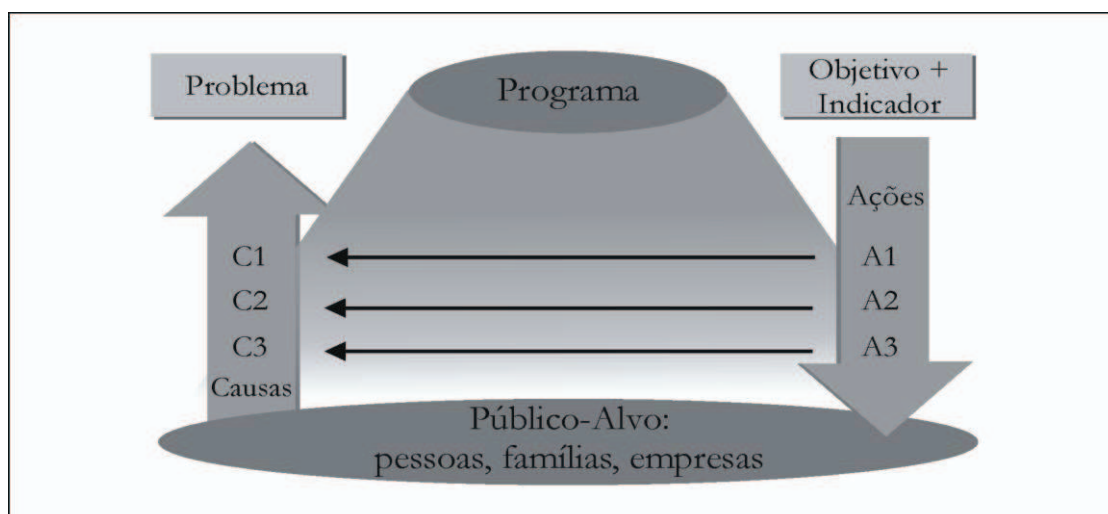 Problema
Programa
Objetivo +
Indicador
Ações
C1
A1
C2
A2
C3
A3
Causas
Público-Alvo:
pessoas, famílias, empresas